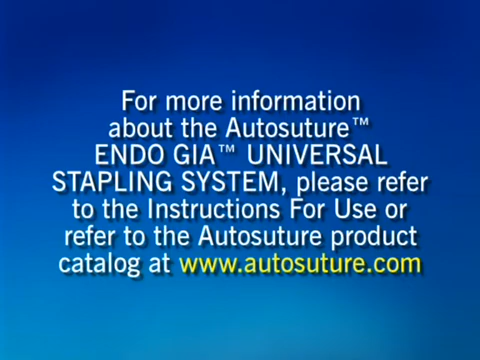 For more information
about the Autosuture™
ENDO GIA™ UNIVERSAL
STAPLING SYSTEM, please refer
to the Instructions For Use or
refer to the Autosuture product
catalog at www.autosuture.com